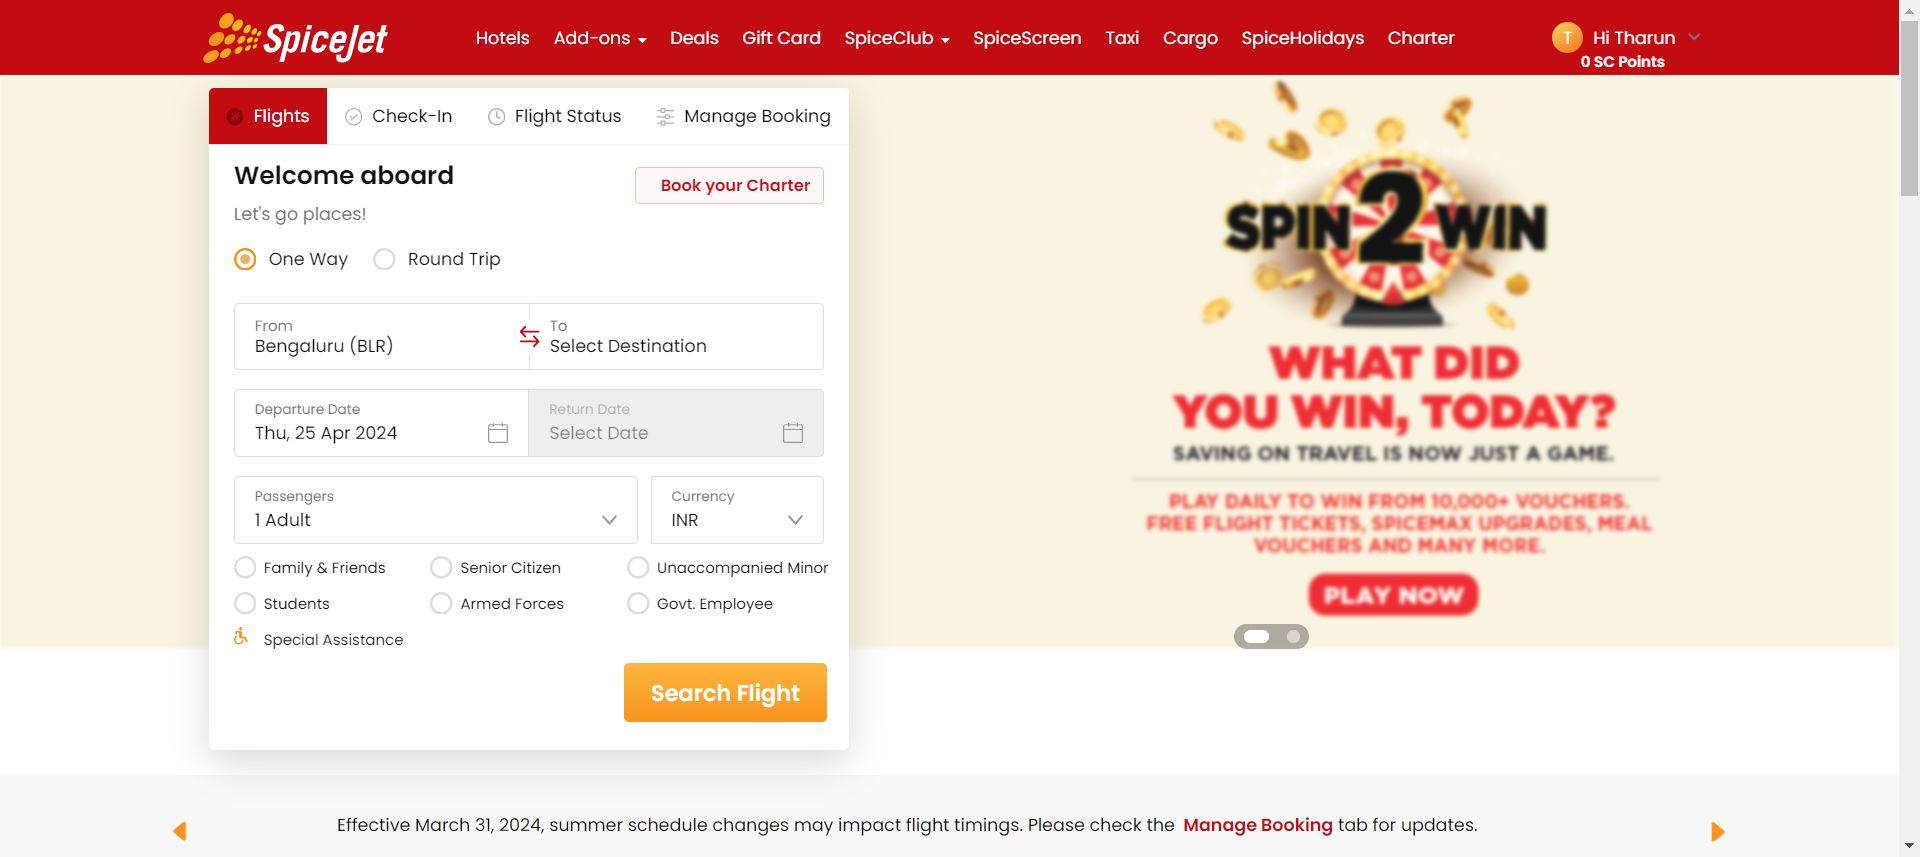 SpiceJet
Hotels Add-ons Deals Gift Card SpiceClub SpiceScreen Taxi Cargo SpiceHolidays Charter
T Hi Tharun
0 SC Points
Flights Check-In Flight Status Manage Booking
Welcome aboard
Book your Charter
Let's go places!
One Way Round Trip
From To
Bengaluru (BLR) Select Destination
Departure Date Return Date
Thu, 25 Apr 2024 Select Date
Passengers Currency
1 Adult INR
Family & Friends Senior Citizen Unaccompanied Minor
Students Armed Forces Govt. Employee
Special Assistance
Search Flight
SPIN 2 WIN
WHAT DID
YOU WIN, TODAY?
SAVING ON TRAVEL IS NOW JUST A GAME.
PLAY DAILY TO WIN FROM 10,000+ VOUCHERS.
FREE FLIGHT TICKETS, SPICEMAX UPGRADES, MEAL
VOUCHERS AND MANY MORE.
PLAY NOW
Effective March 31, 2024, summer schedule changes may impact flight timings. Please check the Manage Booking tab for updates.